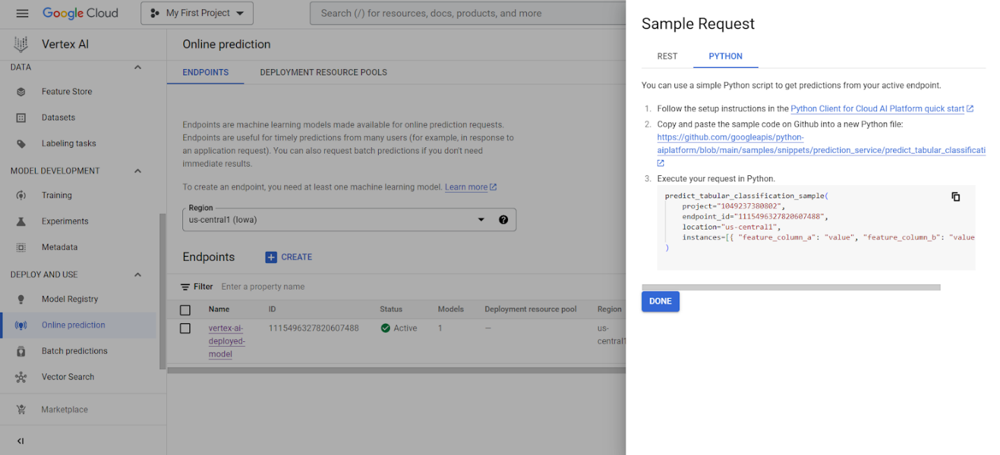 Google Cloud
My First Project
Search (/) for resources, docs, products, and more
Vertex AI
DATA
Feature Store
Datasets
Labeling tasks
MODEL DEVELOPMENT
Training
Experiments
Metadata
DEPLOY AND USE
Model Registry
Online prediction
Batch predictions
Vector Search
Marketplace
Online prediction
ENDPOINTS
DEPLOYMENT RESOURCE POOLS
Endpoints are machine learning models made available for online prediction requests.
Endpoints are useful for timely predictions from many users (for example, in response to
an application request). You can also request batch predictions if you don't need
immediate results.
To create an endpoint, you need at least one machine learning model. Learn more
Region
us-central1 (Iowa)
Endpoints
CREATE
Filter Enter a property name
Name ID Status Models Deployment resource pool Region
vertex-ai- 1115496327820607488 Active 1 — us-
deployed- central1
model
Sample Request
REST PYTHON
You can use a simple Python script to get predictions from your active endpoint.
1. Follow the setup instructions in the Python Client for Cloud AI Platform quick start
2. Copy and paste the sample code on Github into a new Python file:
https://github.com/googleapis/python-
aiplatform/blob/main/samples/snippets/prediction_service/predict_tabular_classificati
3. Execute your request in Python.
predict_tabular_classification_sample(
project="1049237380802",
endpoint_id="1115496327820607488",
location="us-central1",
instances=[{ "feature_column_a": "value", "feature_column_b": "value
)
DONE